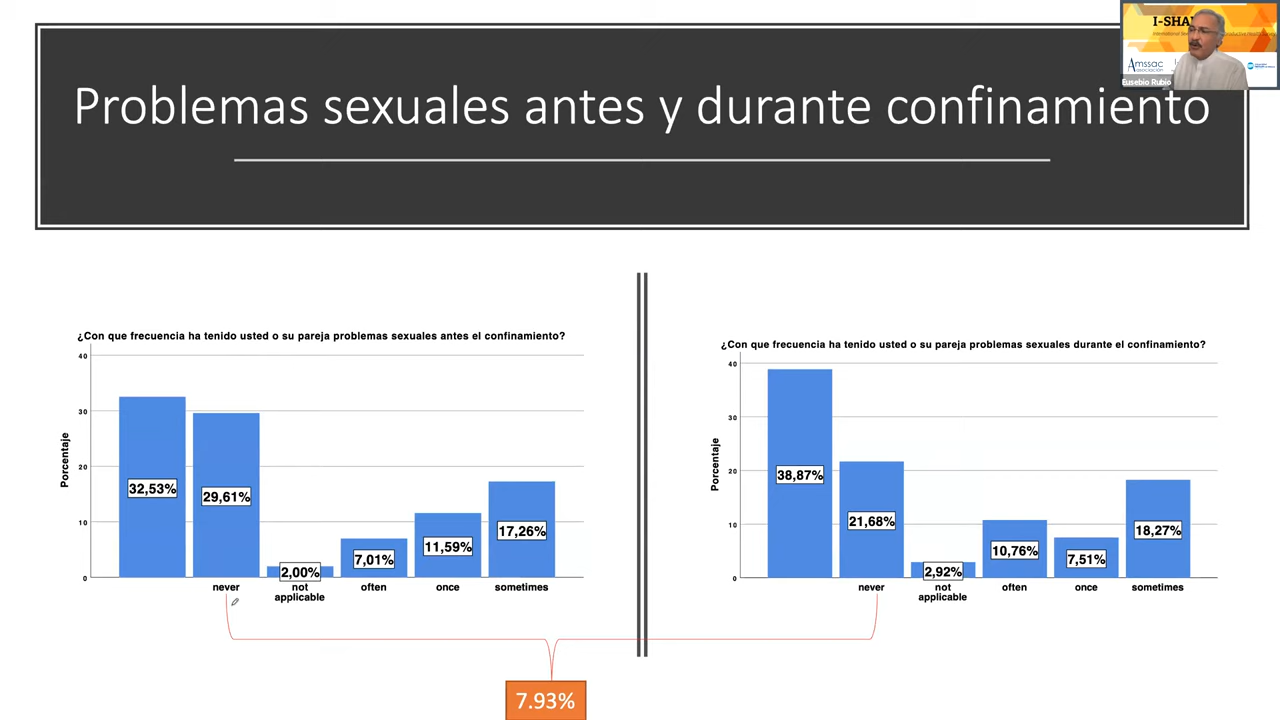 I-SHA
Amssac
ASOCIACIÓN
Eusebio Rubio
Problemas sexuales antes y durante confinamiento
¿Con que frecuencia ha tenido usted o su pareja problemas sexuales antes el confinamiento?
Porcentaje
40
30
20
10
0
32,53%
29,61%
2,00%
7,01%
11,59%
17,26%
never
not
applicable
often
once
sometimes
¿Con que frecuencia ha tenido usted o su pareja problemas sexuales durante el confinamiento?
Porcentaje
40
30
20
10
0
38,87%
21,68%
2,92%
10,76%
7,51%
18,27%
never
not
applicable
often
once
sometimes
7.93%